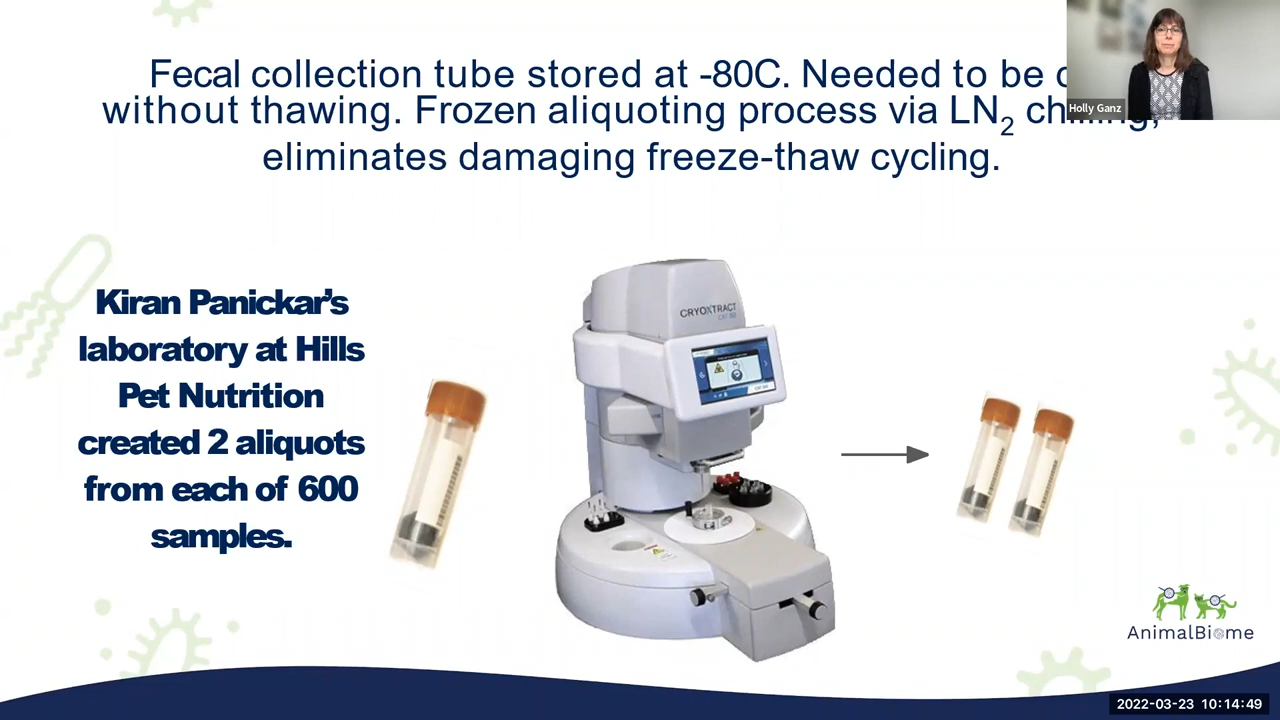 Fecal collection tube stored at -80C. Needed to be
without thawing. Frozen aliquoting process via LN2
eliminates damaging freeze-thaw cycling.
Holly Ganz
Kiran Panickar's
laboratory at Hills
Pet Nutrition
created 2 aliquots
from each of 600
samples.
CRYOXTRACT
AnimalBiome
2022-03-23 10:14:49